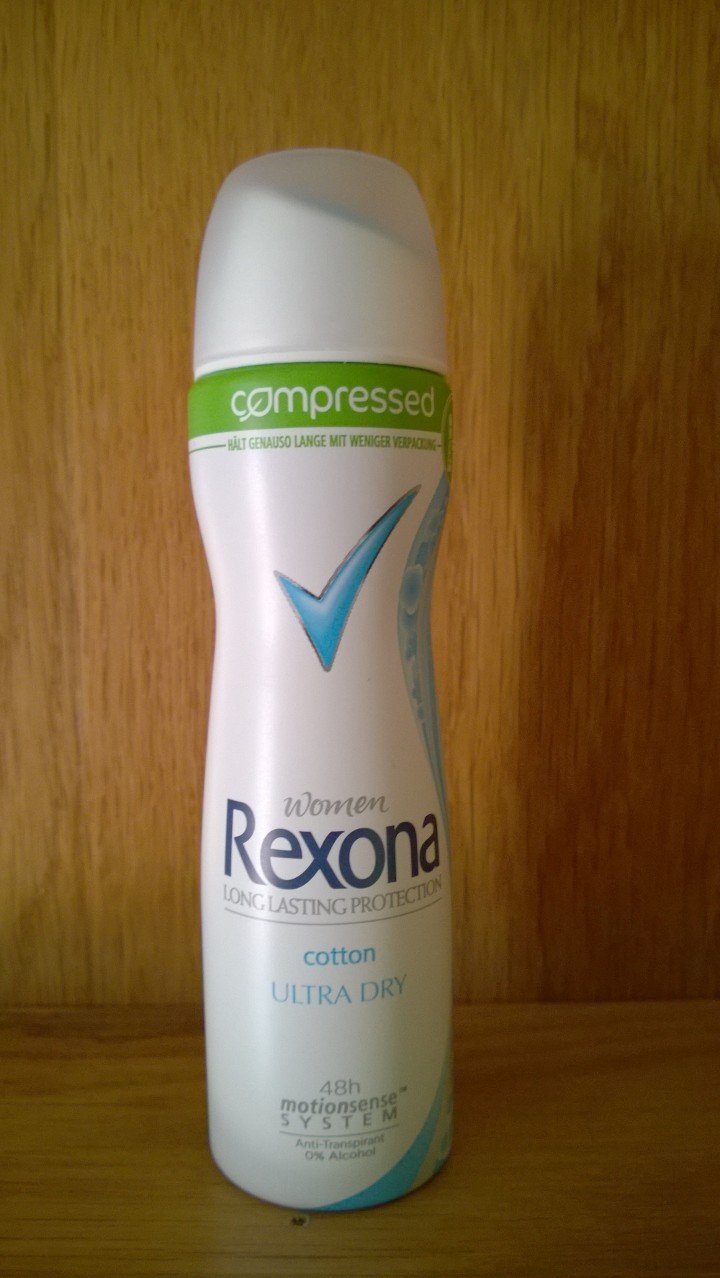 compressed
HÄLT GENAUSO LANGE MIT WENIGER VERPACKUNG
Women
Rexona
LONG LASTING PROTECTION
cotton
ULTRA DRY
48h
motionsense™
SYSTEM
Anti-Transpirant
0% Alcohol